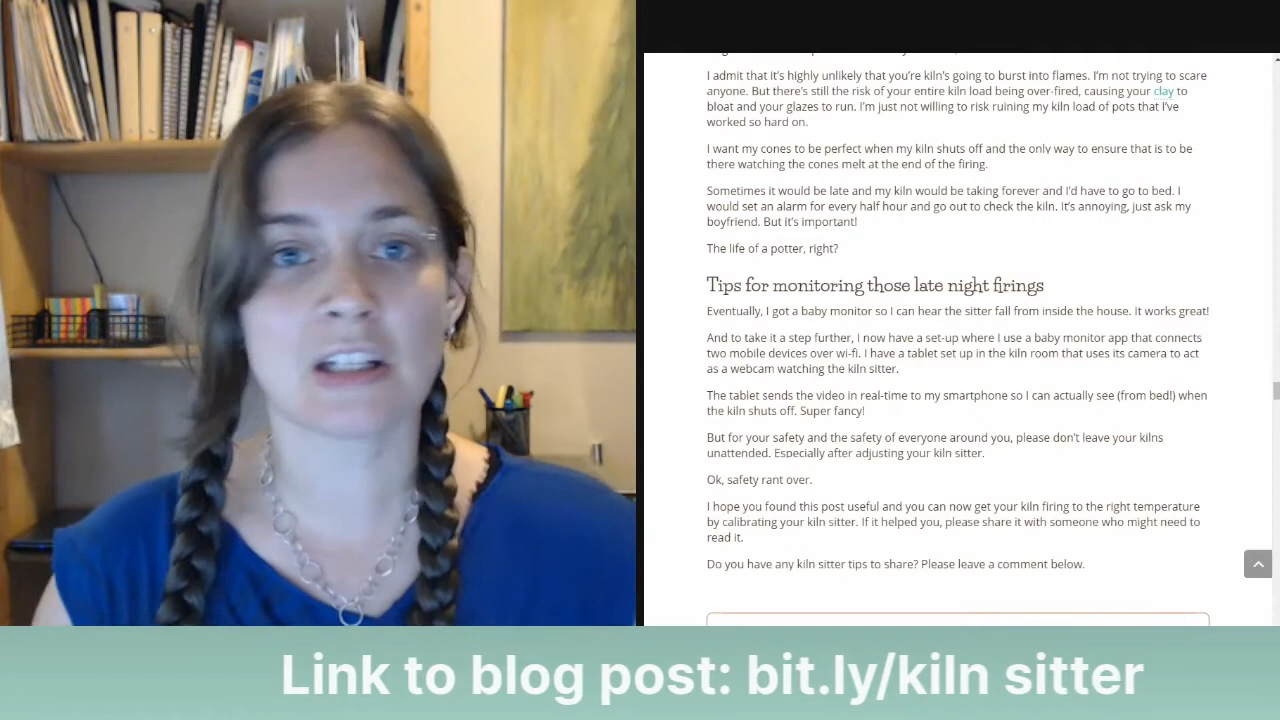 I admit that it's highly unlikely that you're kiln's going to burst into flames. I'm not trying to scare
anyone. But there's still the risk of your entire kiln load being over-fired, causing your clay to
bloat and your glazes to run. I'm just not willing to risk ruining my kiln load of pots that I've
worked so hard on.
I want my cones to be perfect when my kiln shuts off and the only way to ensure that is to be
there watching the cones melt at the end of the firing.
Sometimes it would be late and my kiln would be taking forever and I'd have to go to bed. I
would set an alarm for every half hour and go out to check the kiln. It's annoying, just ask my
boyfriend. But it's important!
The life of a potter, right?
Tips for monitoring those late night firings
Eventually, I got a baby monitor so I can hear the sitter fall from inside the house. It works great!
And to take it a step further, I now have a set-up where I use a baby monitor app that connects
two mobile devices over wi-fi. I have a tablet set up in the kiln room that uses its camera to act
as a webcam watching the kiln sitter.
The tablet sends the video in real-time to my smartphone so I can actually see (from bed!) when
the kiln shuts off. Super fancy!
But for your safety and the safety of everyone around you, please don't leave your kilns
unattended. Especially after adjusting your kiln sitter.
Ok, safety rant over.
I hope you found this post useful and you can now get your kiln firing to the right temperature
by calibrating your kiln sitter. If it helped you, please share it with someone who might need to
read it.
Do you have any kiln sitter tips to share? Please leave a comment below.
Link to blog post: bit.ly/kiln sitter